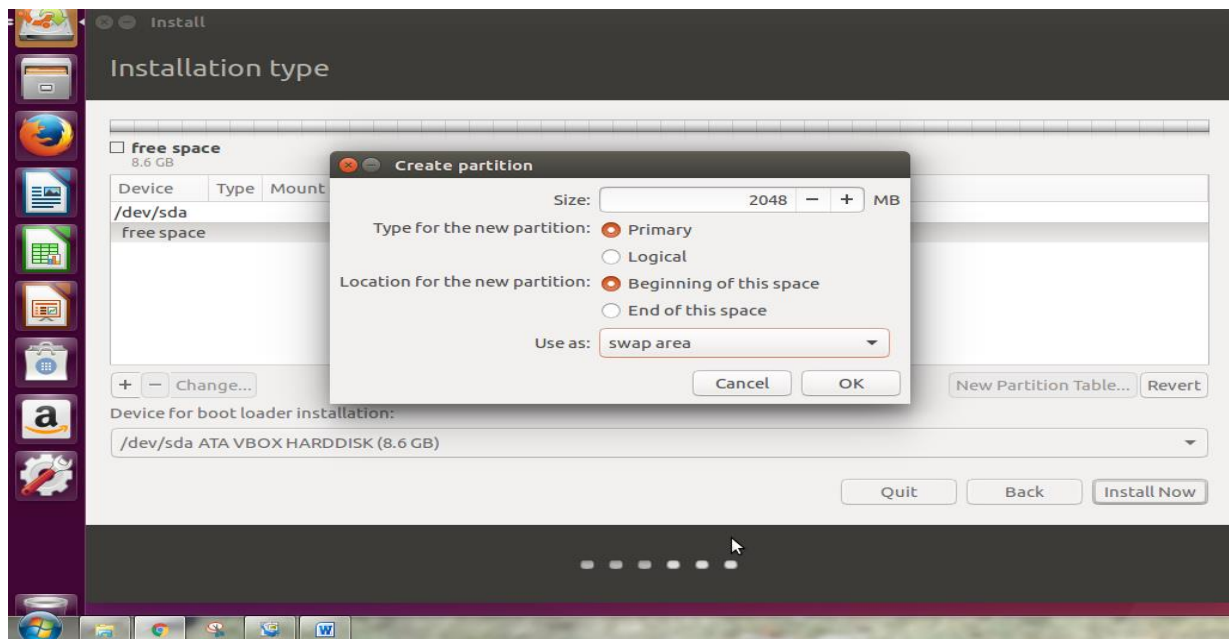 Install
Installation type
free space
8.6 GB
Create partition
Device Type Mount
/dev/sda
free space
Size: 2048 − + MB
Type for the new partition: Primary
Logical
Location for the new partition: Beginning of this space
End of this space
Use as: swap area
Cancel OK
+ − Change... New Partition Table... Revert
Device for boot loader installation:
/dev/sda ATA VBOX HARDDISK (8.6 GB)
Quit Back Install Now